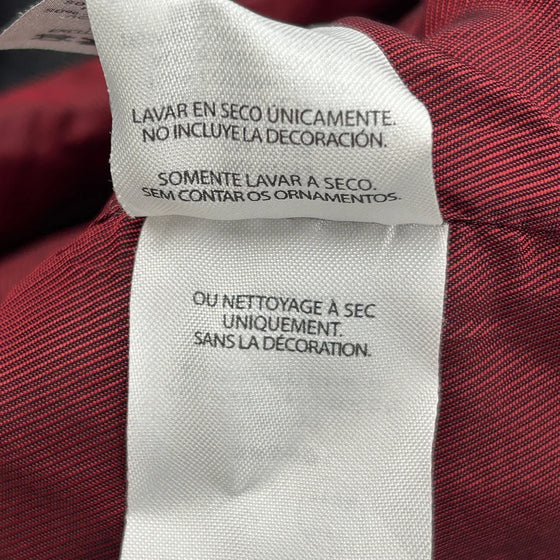 LAVAR EN SECO ÚNICAMENTE.
NO INCLUYE LA DECORACIÓN.
SOMENTE LAVAR A SECO.
SEM CONTAR OS ORNAMENTOS.
OU NETTOYAGE À SEC
UNIQUEMENT.
SANS LA DÉCORATION.